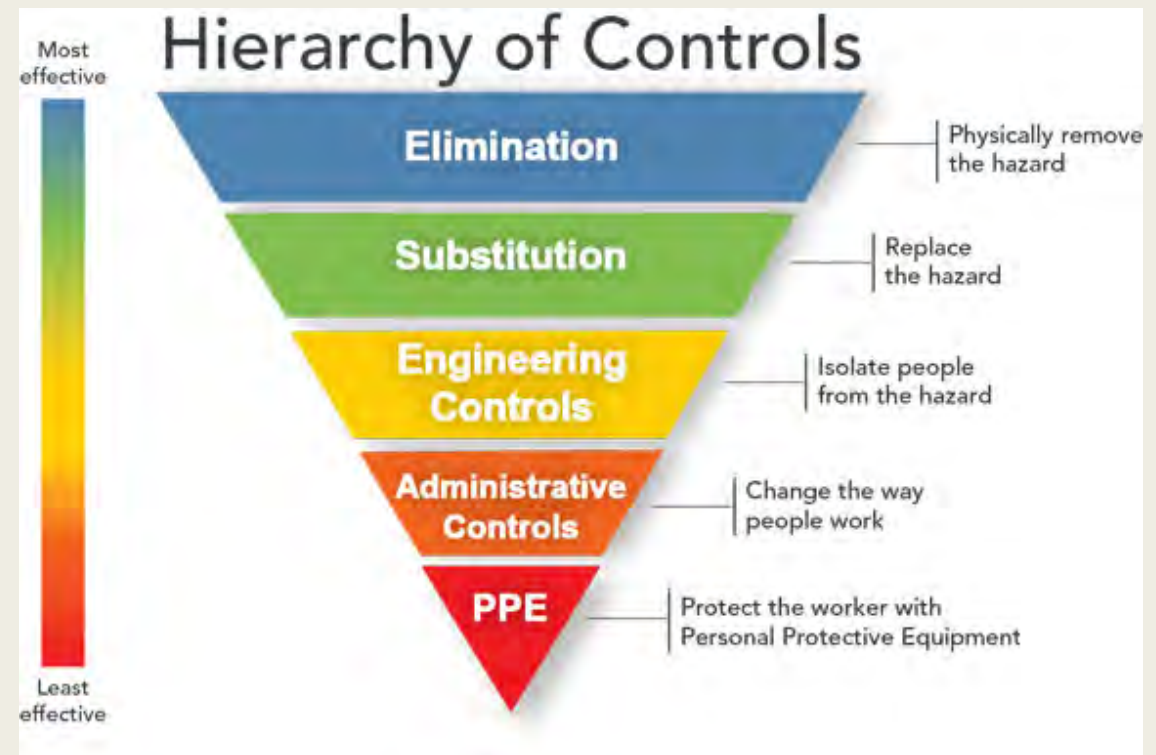 Hierarchy of Controls
Most
effective
Elimination
Physically remove
the hazard
Substitution
Replace
the hazard
Engineering
Controls
Isolate people
from the hazard
Administrative
Controls
Change the way
people work
PPE
Protect the worker with
Personal Protective Equipment
Least
effective